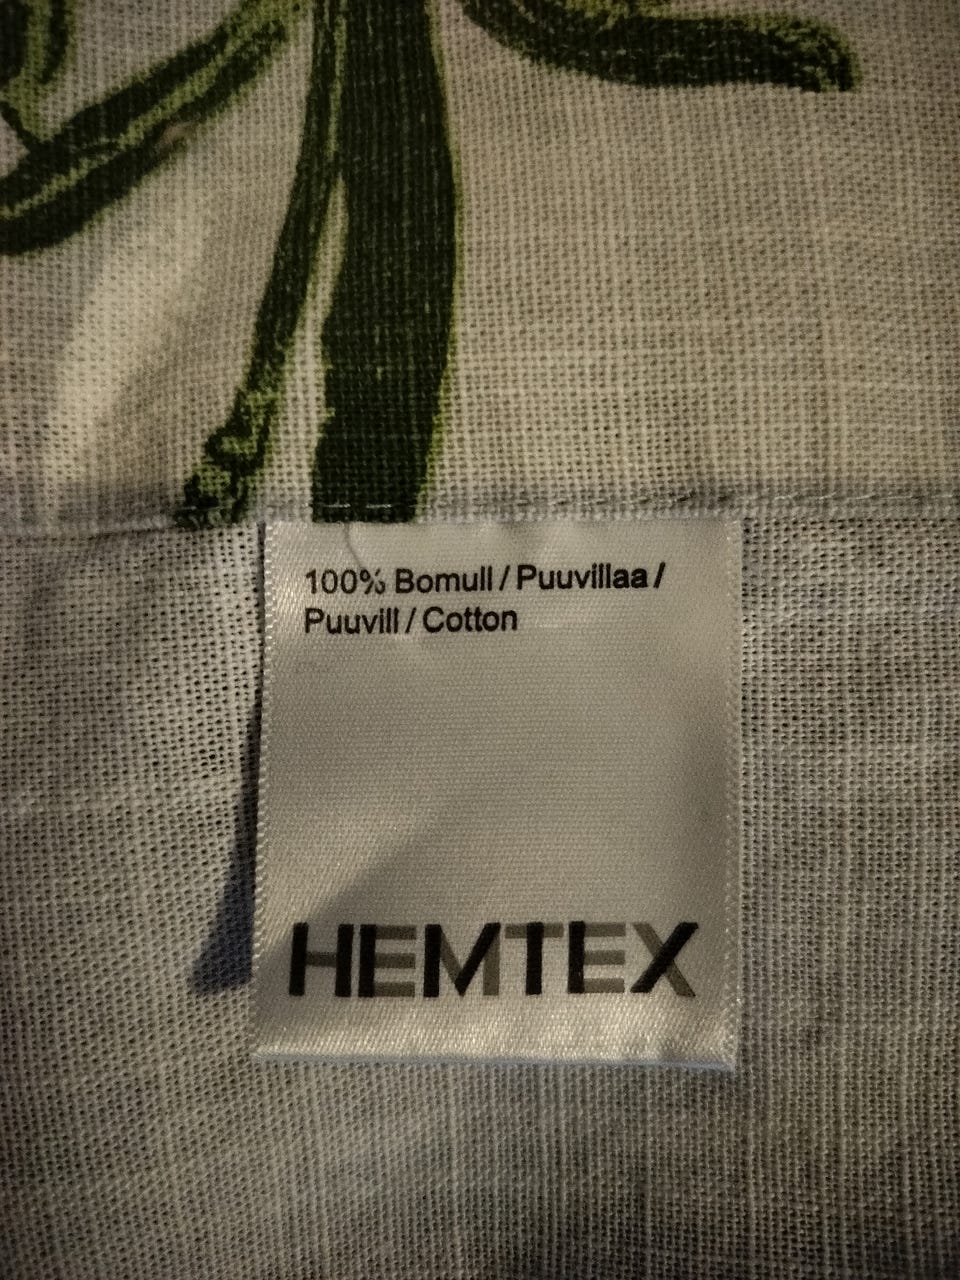 100% Bomull / Puuvillaa /
Puuvill / Cotton
HEMTEX